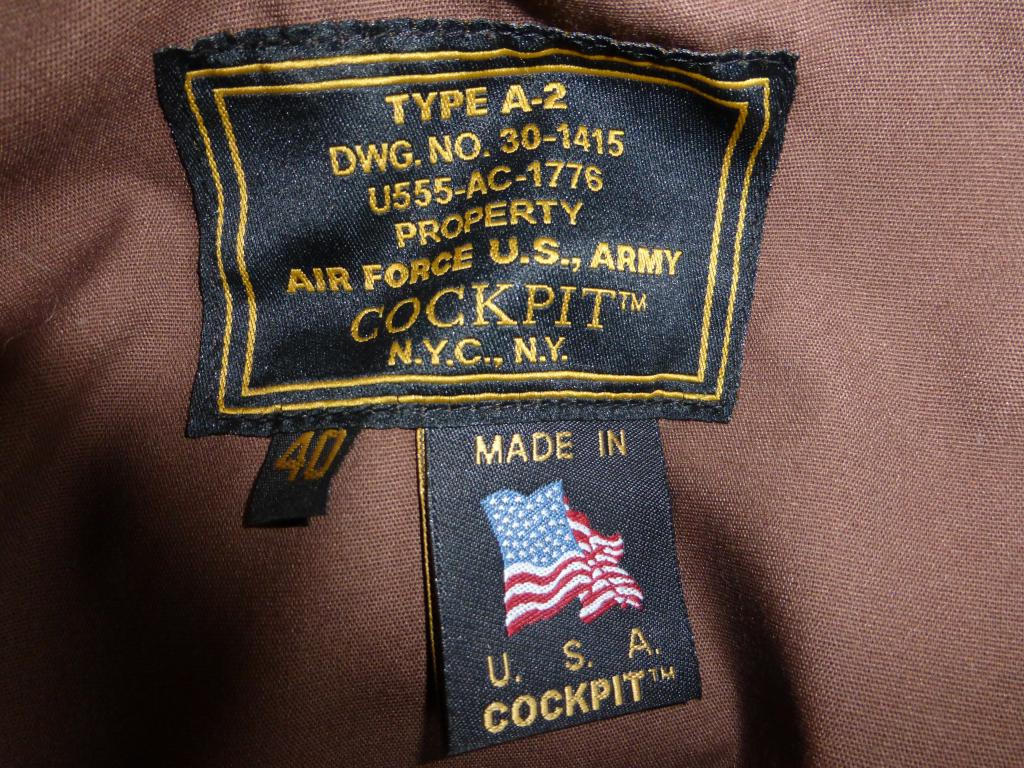 TYPE A-2
DWG. NO. 30-1415
U555-AC-1776
PROPERTY
AIR FORCE U.S., ARMY
COCKPIT™
N.Y.C., N.Y.
40
MADE IN
U. S. A.
COCKPIT™